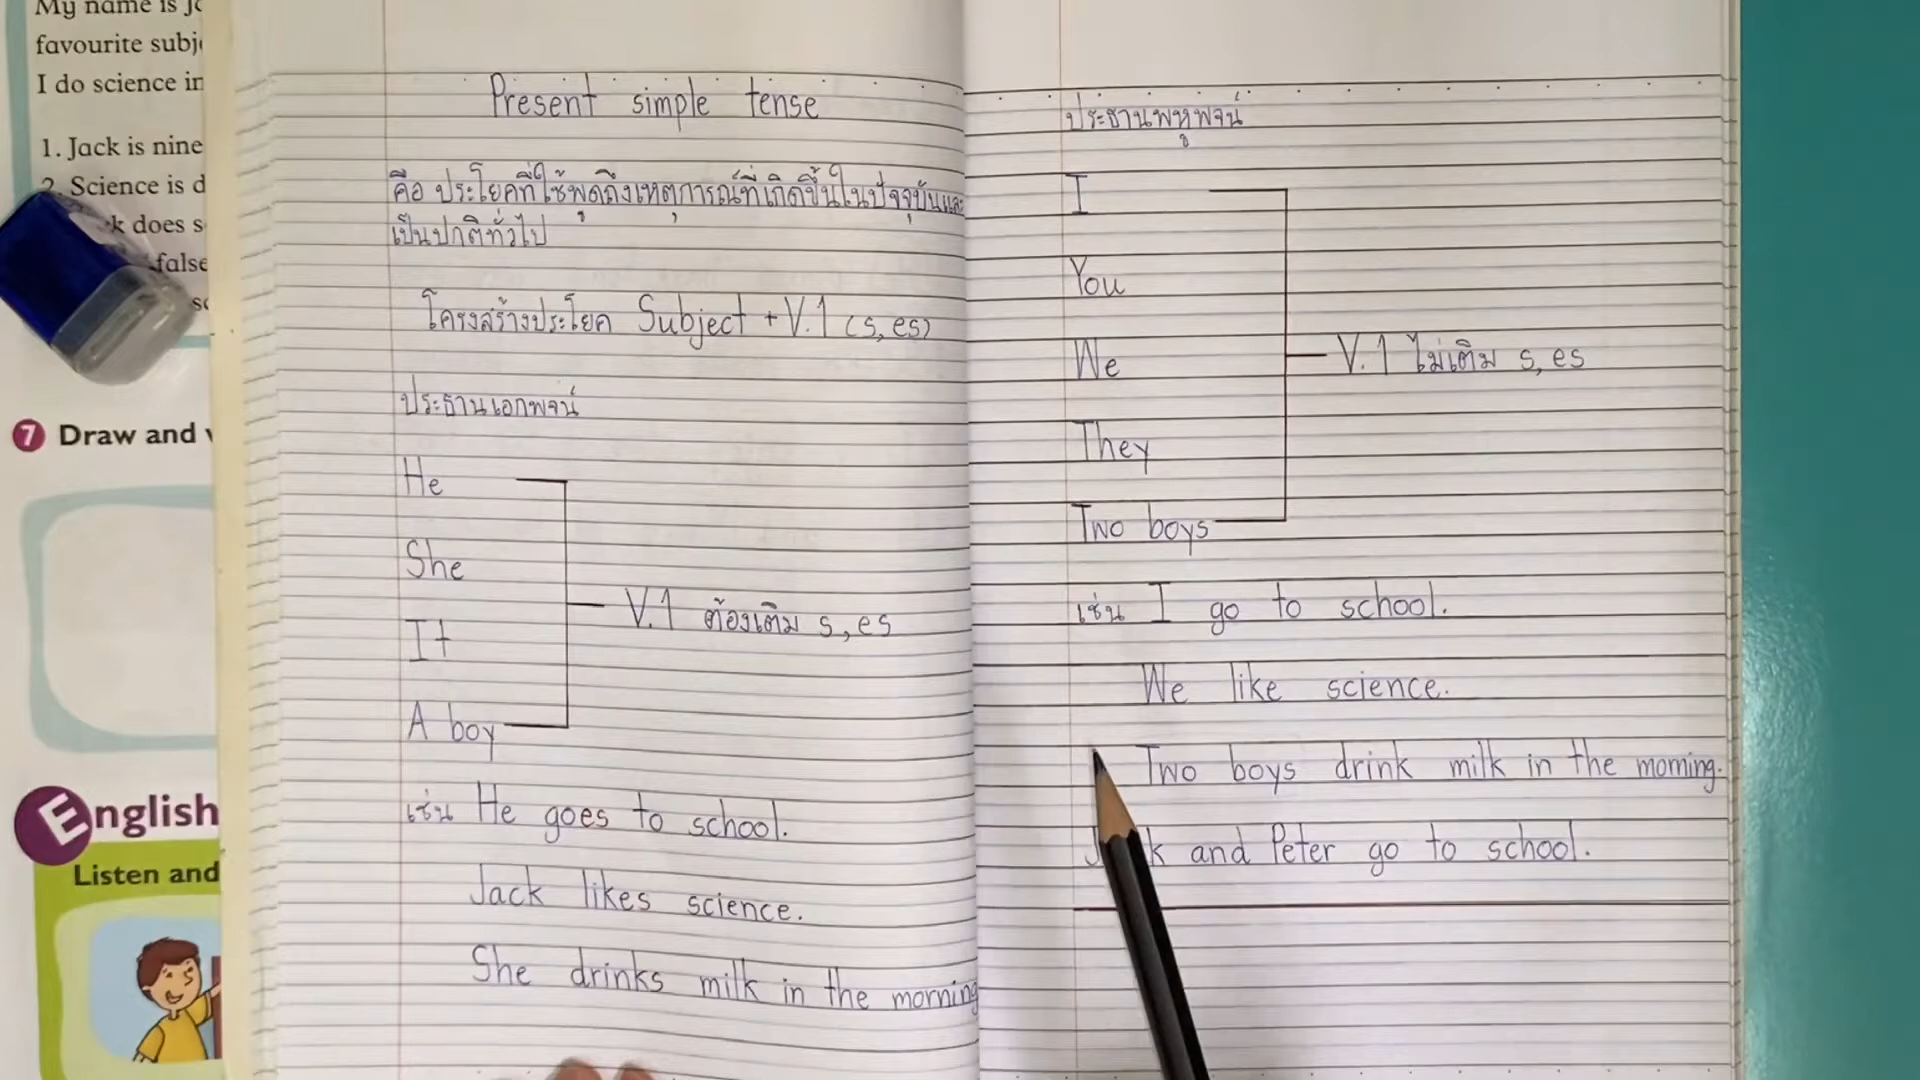 My name is
favourite
I do science in
1. Jack is nine
2. Science is
does
false
7 Draw and
English
Listen and
Present simple tense
คือ ประโยคที่ใช้พูดถึงเหตุการณ์ที่เกิดขึ้นในปัจจุบันและ
เป็นปกติทั่วไป
โครงสร้างประโยค Subject + V.1 (s, es)
ประธานเอกพจน์
He
She
It
A boy
V.1 ต้องเติม s, es
เช่น He goes to school.
Jack likes science.
She drinks milk in the morning
ประธานพหูพจน์
I
You
We
They
Two boys
V.1 ไม่เติม s, es
เช่น I go to school.
We like science.
Two boys drink milk in the morning.
and Peter go to school.